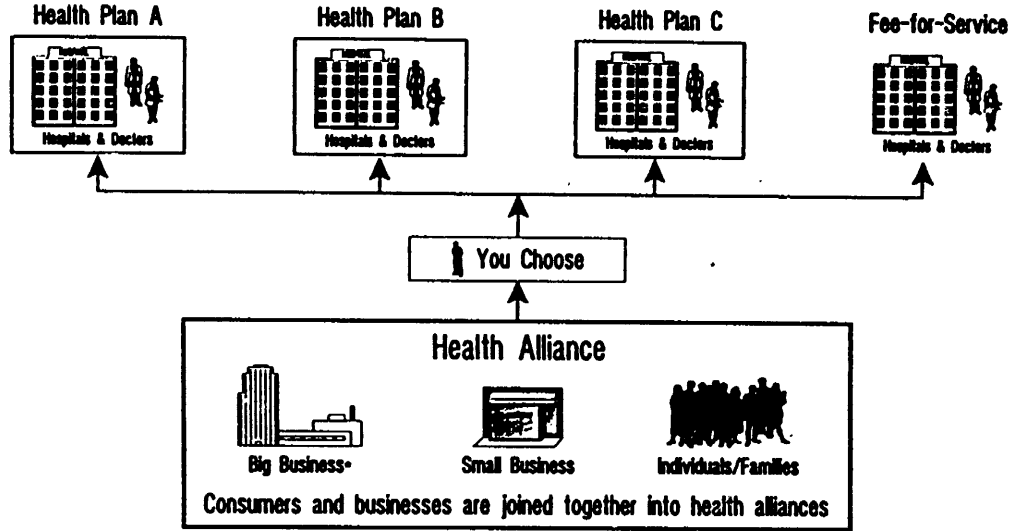 Health Plan A
Health Plan B
Health Plan C
Fee-for-Service
Hospitals & Doctors
Hospitals & Doctors
Hospitals & Doctors
Hospitals & Doctors
You Choose
Health Alliance
Big Business*
Small Business
Individuals/Families
Consumers and businesses are joined together into health alliances